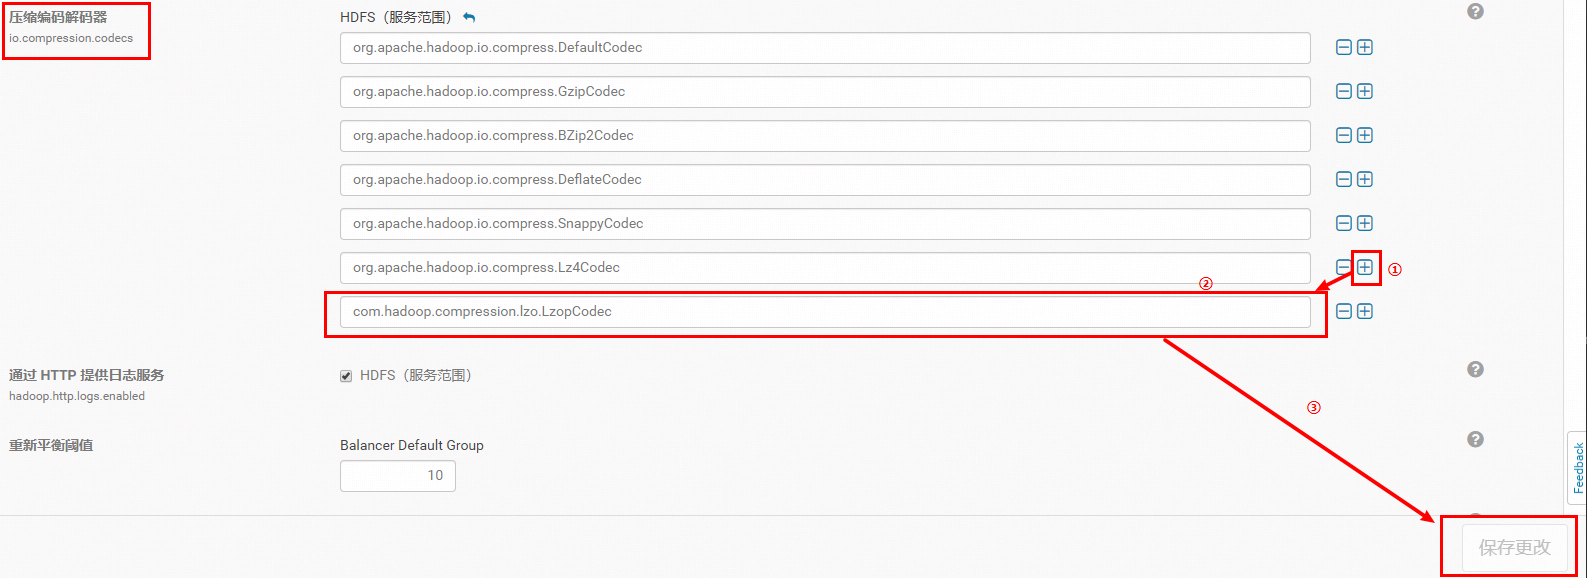 压缩编码解码器
io.compression.codecs
HDFS（服务范围）
org.apache.hadoop.io.compress.DefaultCodec
org.apache.hadoop.io.compress.GzipCodec
org.apache.hadoop.io.compress.BZip2Codec
org.apache.hadoop.io.compress.DeflateCodec
org.apache.hadoop.io.compress.SnappyCodec
org.apache.hadoop.io.compress.Lz4Codec
①
②
com.hadoop.compression.lzo.LzopCodec
通过 HTTP 提供日志服务
hadoop.http.logs.enabled
HDFS（服务范围）
③
重新平衡阈值
Balancer Default Group
10
Feedback
保存更改